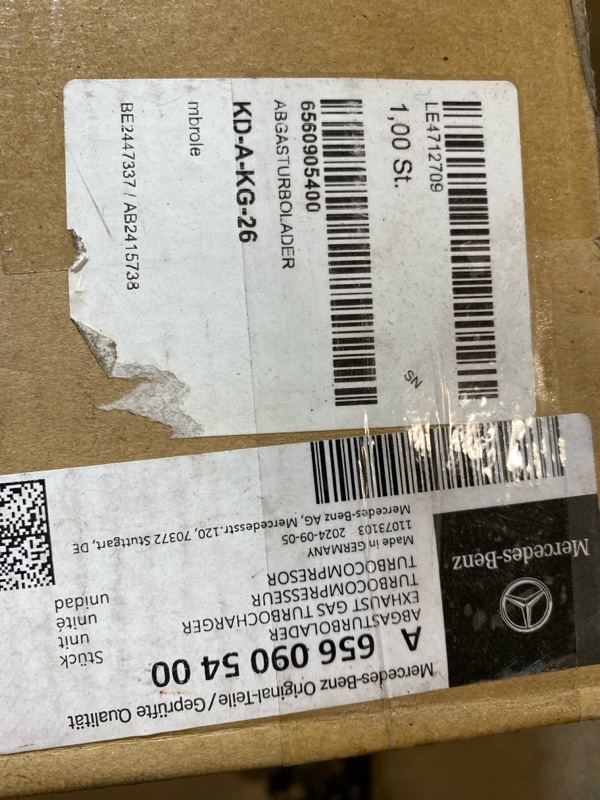 LE4712709
1,00 St.
SN
6560905400
ABGASTURBOLADER
KD-A-KG-26
mbrole
BE2447337 / AB2415738
Mercedes-Benz
Mercedes-Benz Original-Teile/Geprüfte Qualität
A 656 090 54 00
ABGASTURBOLADER
EXHAUST GAS TURBOCHARGER
TURBOCOMPRESSEUR
TURBOCOMPRESOR
Stück
unit
unité
unidad
Made in GERMANY
11073103 2024-09-05
Mercedes-Benz AG, Mercedesstr.120, 70372 Stuttgart, DE